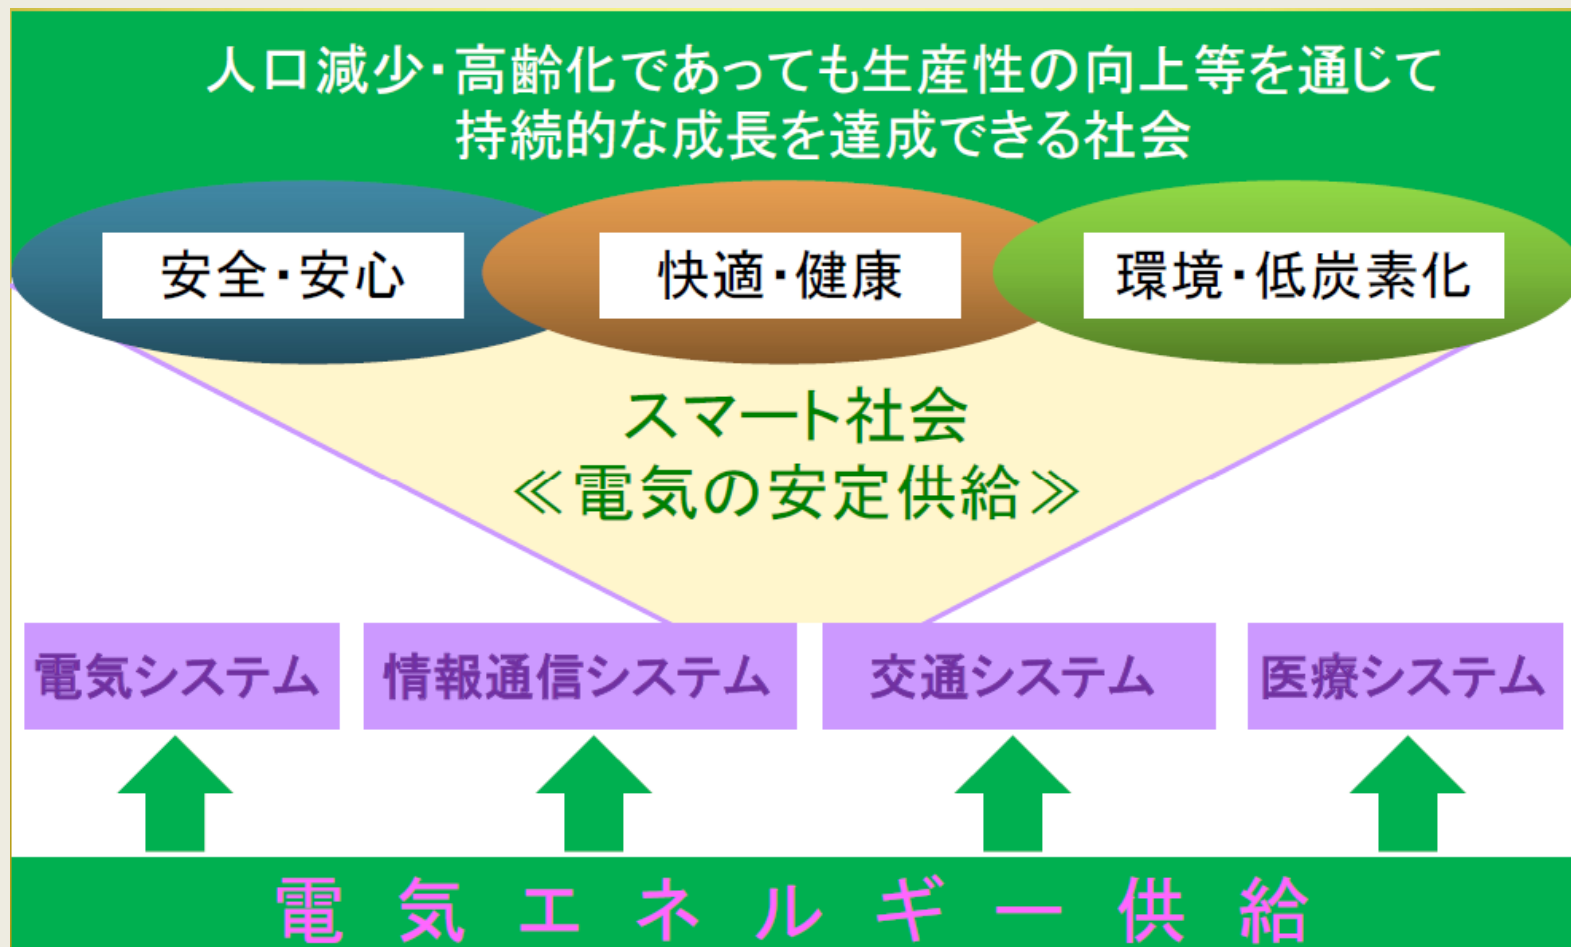 人口減少・高齢化であっても生産性の向上等を通じて
持続的な成長を達成できる社会
安全・安心
快適・健康
環境・低炭素化
スマート社会
≪電気の安定供給≫
電気システム
情報通信システム
交通システム
医療システム
電気エネルギー供給